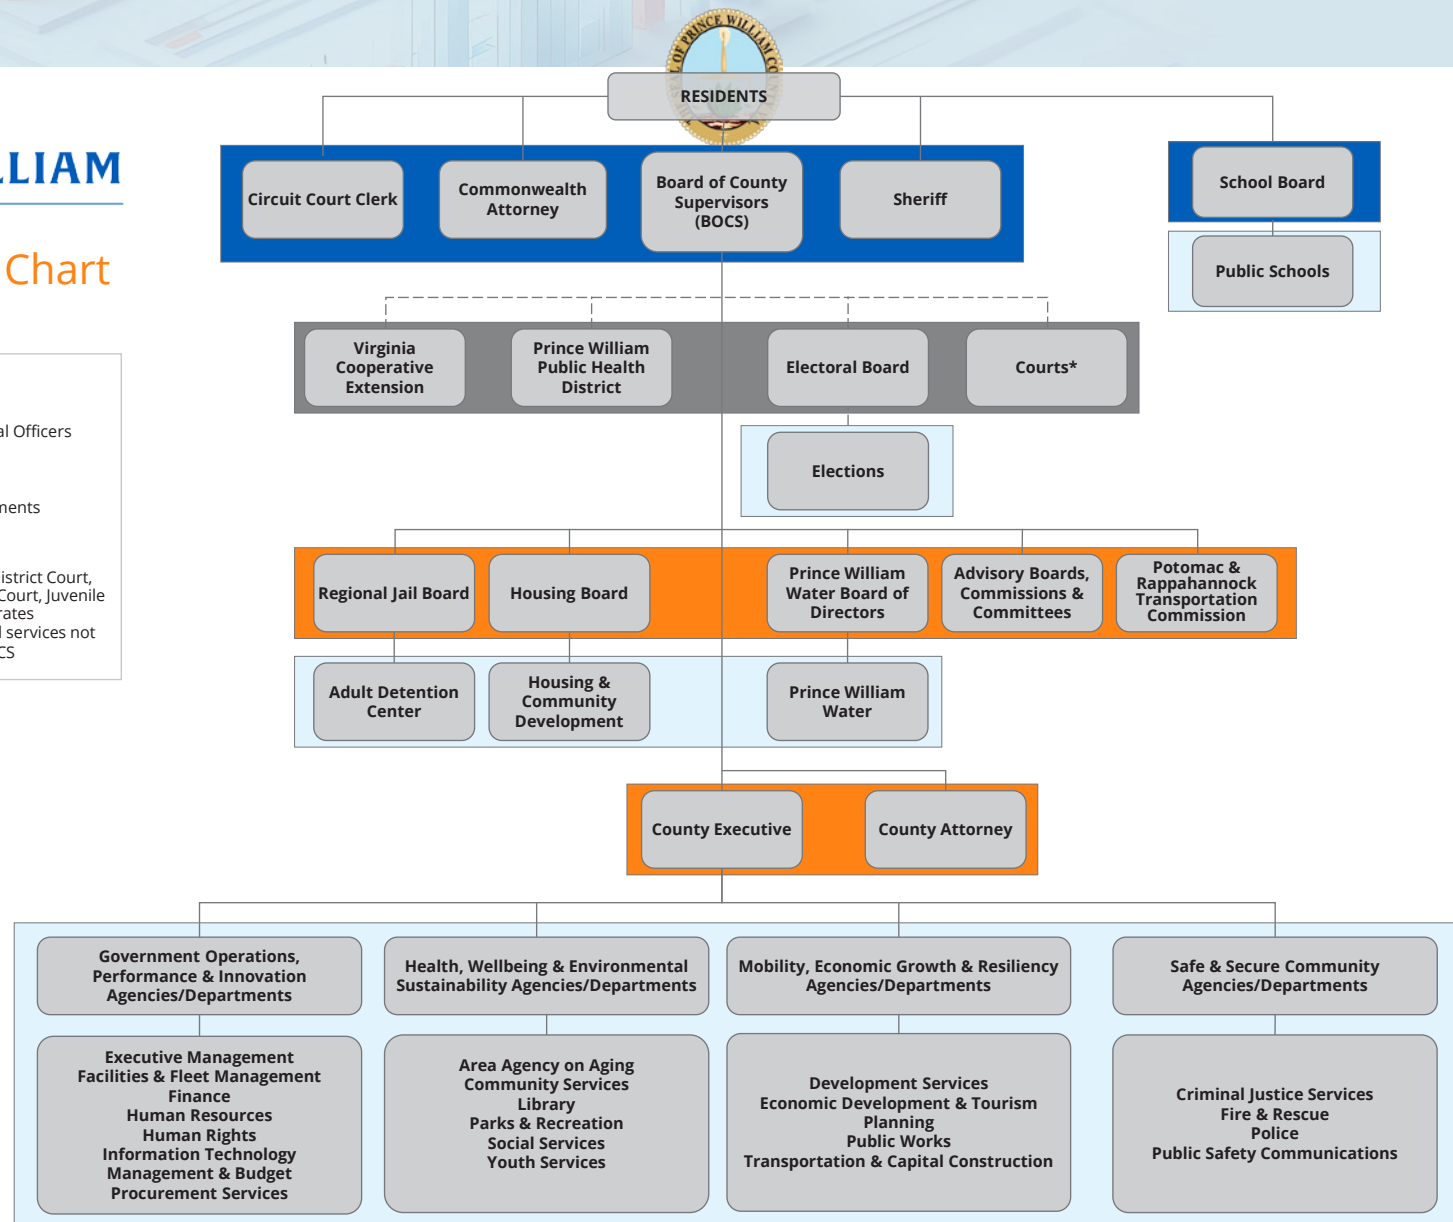 SEAL OF PRINCE WILLIAM CO
RESIDENTS
LLIAM
Chart
Circuit Court Clerk
Commonwealth
Attorney
Board of County
Supervisors
(BOCS)
Sheriff
School Board
Public Schools
Virginia
Cooperative
Extension
Prince William
Public Health
District
Electoral Board
Courts*
Elections
al Officers
ments
istrict Court,
Court, Juvenile
rates
l services not
CS
Regional Jail Board
Housing Board
Prince William
Water Board of
Directors
Advisory Boards,
Commissions &
Committees
Potomac &
Rappahannock
Transportation
Commission
Adult Detention
Center
Housing &
Community
Development
Prince William
Water
County Executive
County Attorney
Government Operations,
Performance & Innovation
Agencies/Departments
Health, Wellbeing & Environmental
Sustainability Agencies/Departments
Mobility, Economic Growth & Resiliency
Agencies/Departments
Safe & Secure Community
Agencies/Departments
Executive Management
Facilities & Fleet Management
Finance
Human Resources
Human Rights
Information Technology
Management & Budget
Procurement Services
Area Agency on Aging
Community Services
Library
Parks & Recreation
Social Services
Youth Services
Development Services
Economic Development & Tourism
Planning
Public Works
Transportation & Capital Construction
Criminal Justice Services
Fire & Rescue
Police
Public Safety Communications